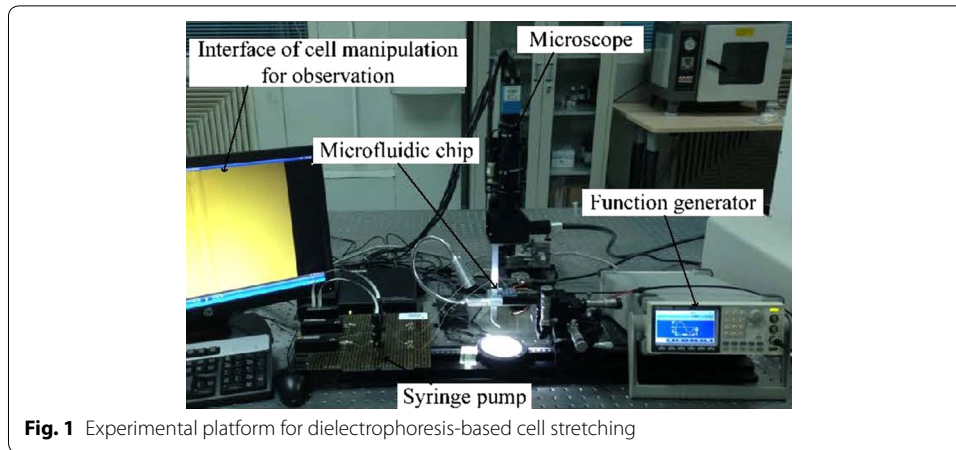 Interface of cell manipulation
for observation
Microscope
Microfluidic chip
Function generator
Syringe pump
Fig. 1 Experimental platform for dielectrophoresis-based cell stretching